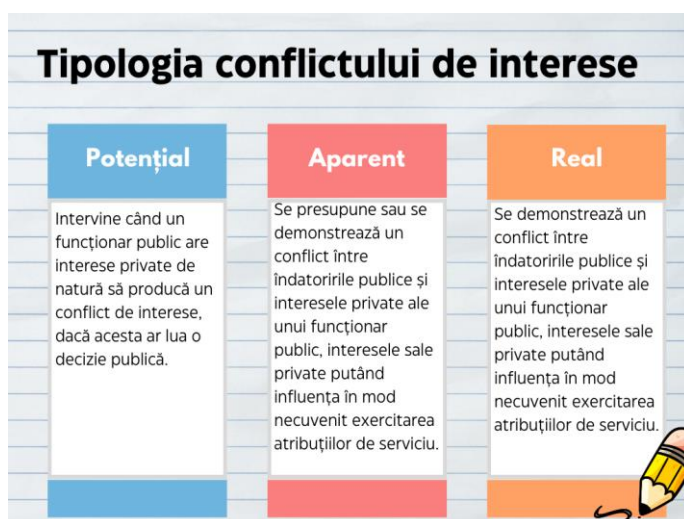 Tipologia conflictului de interese
Potențial
Intervine când un
funcționar public are
interese private de
natură să producă un
conflict de interese,
dacă acesta ar lua o
decizie publică.
Aparent
Se presupune sau se
demonstrează un
conflict între
îndatoririle publice și
interesele private ale
unui funcționar
public, interesele sale
private putând
influența în mod
necuvenit exercitarea
atribuțiilor de serviciu.
Real
Se demonstrează un
conflict între
îndatoririle publice și
interesele private ale
unui funcționar
public, interesele sale
private putând
influența în mod
necuvenit exercitarea
atribuțiilor de serviciu.